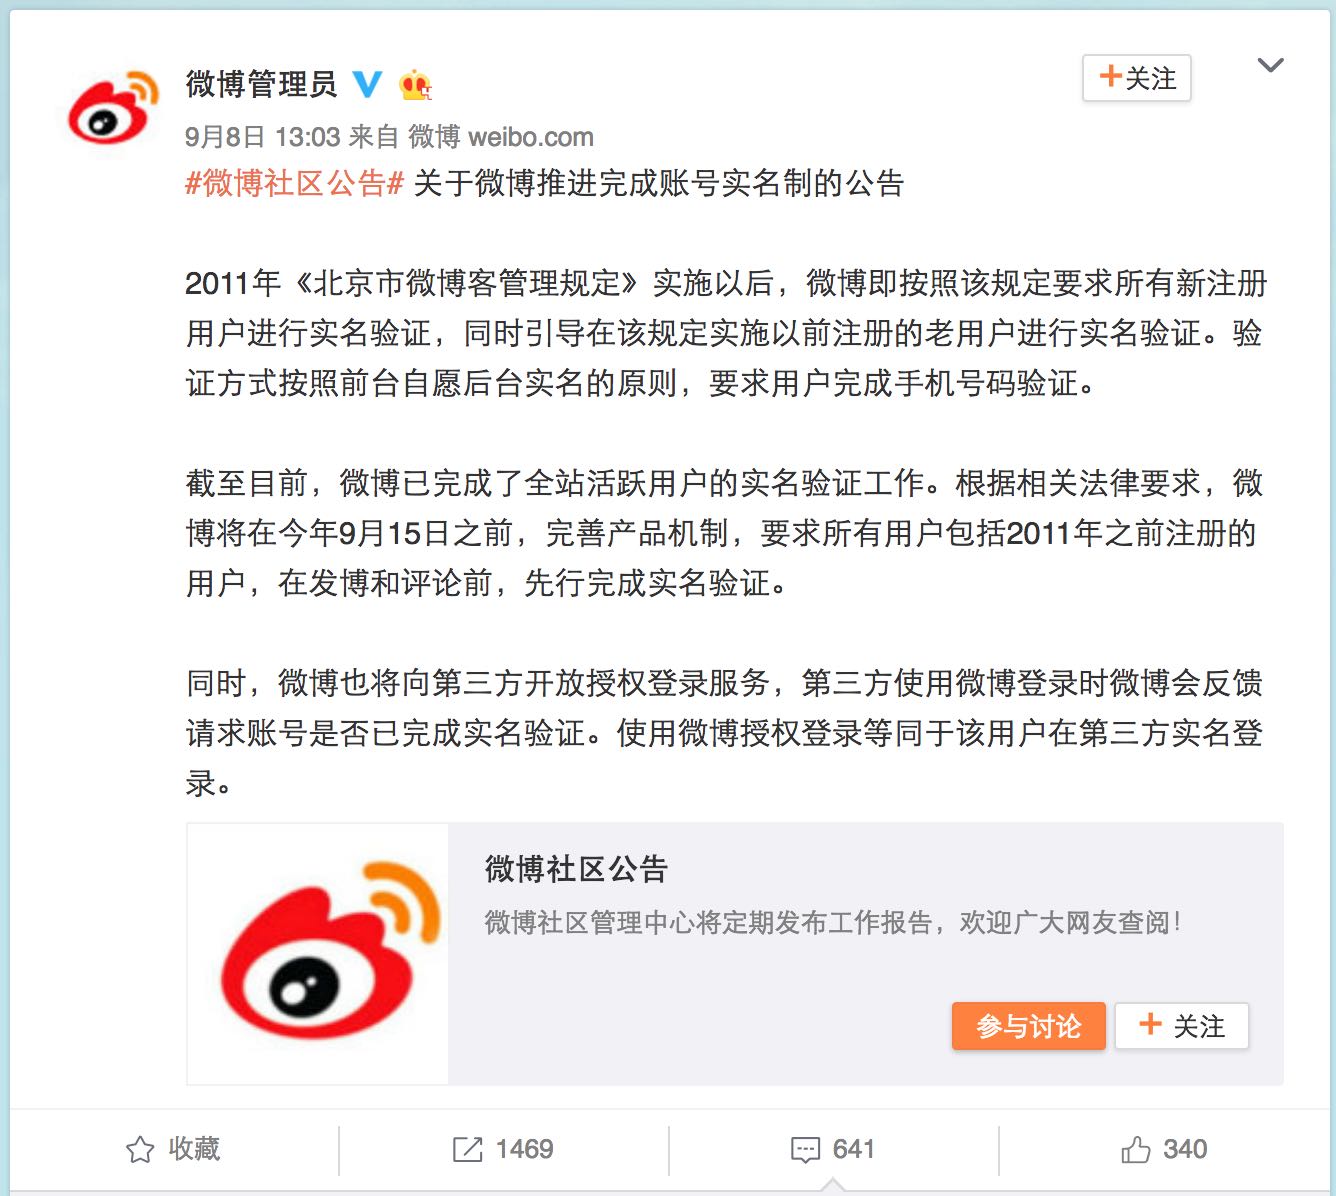 微博管理员
+关注
9月8日 13:03 来自 微博 weibo.com
#微博社区公告# 关于微博推进完成账号实名制的公告
2011年《北京市微博客管理规定》实施以后，微博即按照该规定要求所有新注册
用户进行实名验证，同时引导在该规定实施以前注册的老用户进行实名验证。验
证方式按照前台自愿后台实名的原则，要求用户完成手机号码验证。
截至目前，微博已完成了全站活跃用户的实名验证工作。根据相关法律要求，微
博将在今年9月15日之前，完善产品机制，要求所有用户包括2011年之前注册的
用户，在发博和评论前，先行完成实名验证。
同时，微博也将向第三方开放授权登录服务，第三方使用微博登录时微博会反馈
请求账号是否已完成实名验证。使用微博授权登录等同于该用户在第三方实名登
录。
微博社区公告
微博社区管理中心将定期发布工作报告，欢迎广大网友查阅！
参与讨论 + 关注
收藏 1469 641 340